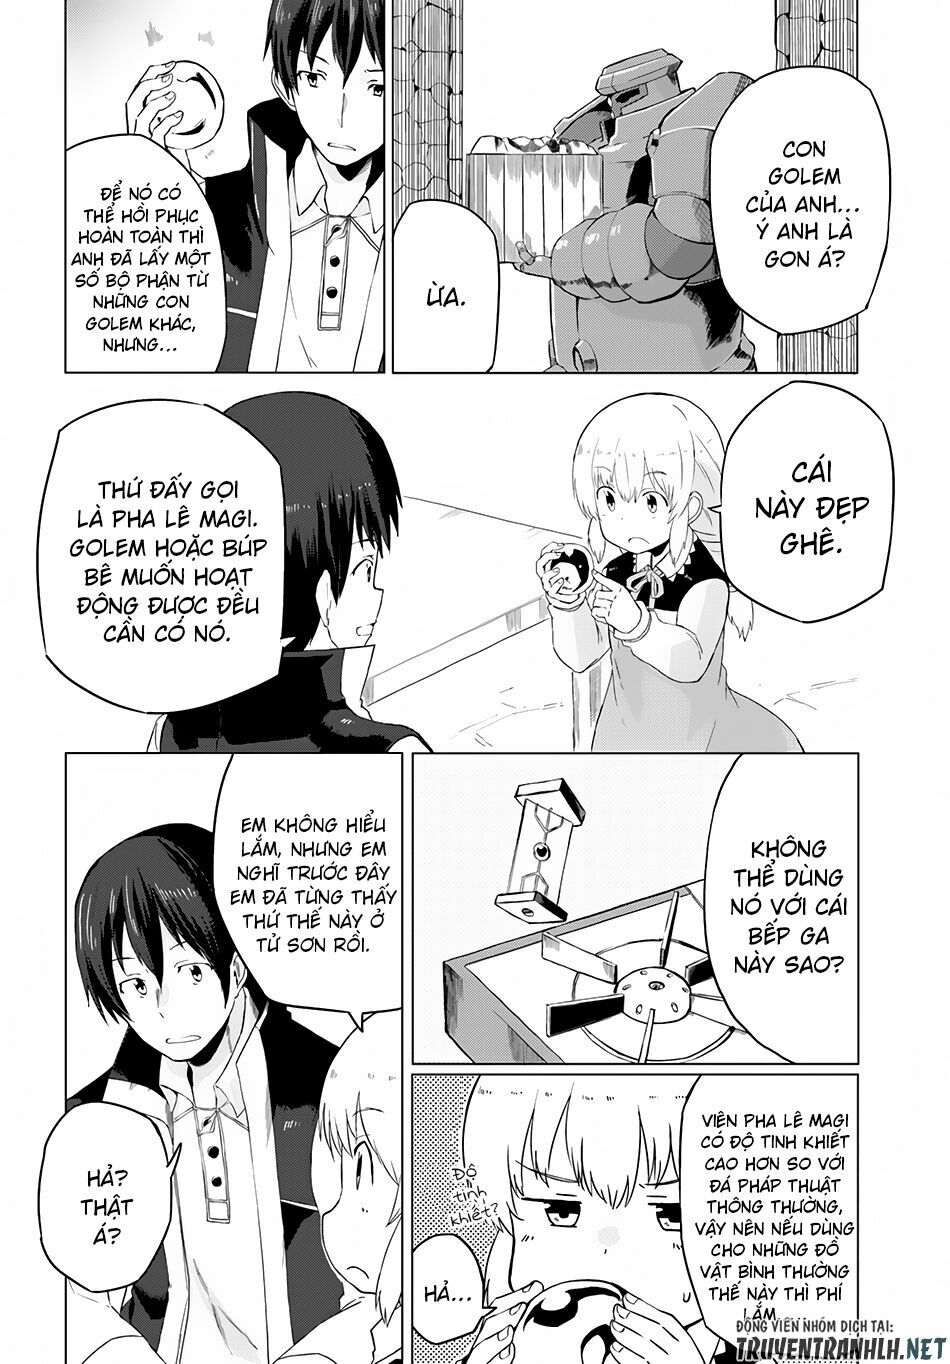 CON
GOLEM
CỦA ANH...
Ý ANH LÀ
GON Á?
ỪA.
ĐỂ NÓ CÓ
THỂ HỒI PHỤC
HOÀN TOÀN THÌ
ANH ĐÃ LẤY MỘT
SỐ BỘ PHẬN TỪ
NHỮNG CON
GOLEM KHÁC,
NHƯNG...
CÁI
NÀY ĐẸP
GHÊ.
THỨ ĐẤY GỌI
LÀ PHA LÊ MAGI.
GOLEM HOẶC BÚP
BÊ MUỐN HOẠT
ĐỘNG ĐƯỢC ĐỀU
CẦN CÓ NÓ.
KHÔNG
THỂ DÙNG
NÓ VỚI CÁI
BẾP GA
NÀY SAO?
EM KHÔNG HIỂU
LẮM, NHƯNG EM
NGHĨ TRƯỚC ĐÂY
EM ĐÃ TỪNG THẤY
THỨ THẾ NÀY Ở
TỬ SƠN RỒI.
HẢ?
THẬT
Á?
VIÊN PHA LÊ MAGI
CÓ ĐỘ TINH KHIẾT
CAO HƠN SO VỚI
ĐÁ PHÁP THUẬT
THÔNG THƯỜNG,
VẬY NÊN NẾU DÙNG
CHO NHỮNG ĐỒ
VẬT BÌNH THƯỜNG
THẾ NÀY THÌ PHÍ
LẮM
Độ
tinh
khiết?
HẢ...
ĐỘNG VIÊN NHÓM DỊCH TẠI:
TRUYENTRANHLH.NET